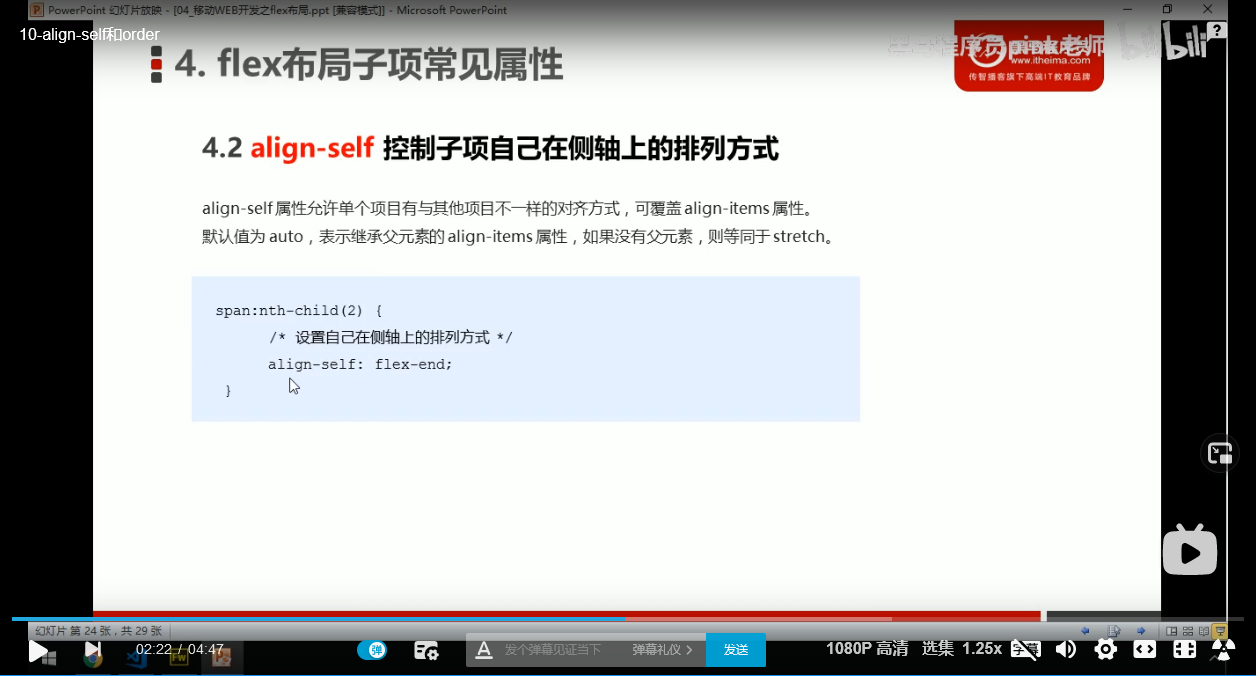 PowerPoint 幻灯片放映 - [04_移动WEB开发之flex布局.ppt [兼容模式]] - Microsoft PowerPoint
10-align-self和order
程序员pink老师
bilibili
www.itheima.com
传智播客旗下高端IT教育品牌
4. flex布局子项常见属性
4.2 align-self 控制子项自己在侧轴上的排列方式
align-self 属性允许单个项目有与其他项目不一样的对齐方式，可覆盖 align-items 属性。
默认值为 auto，表示继承父元素的 align-items 属性，如果没有父元素，则等同于 stretch。
span:nth-child(2) {
/* 设置自己在侧轴上的排列方式 */
align-self: flex-end;
}
幻灯片 第 24 张，共 29 张
02:22 / 04:47
弹
发个弹幕见证当下
弹幕礼仪 >
发送
1080P 高清
选集
1.25x
字幕